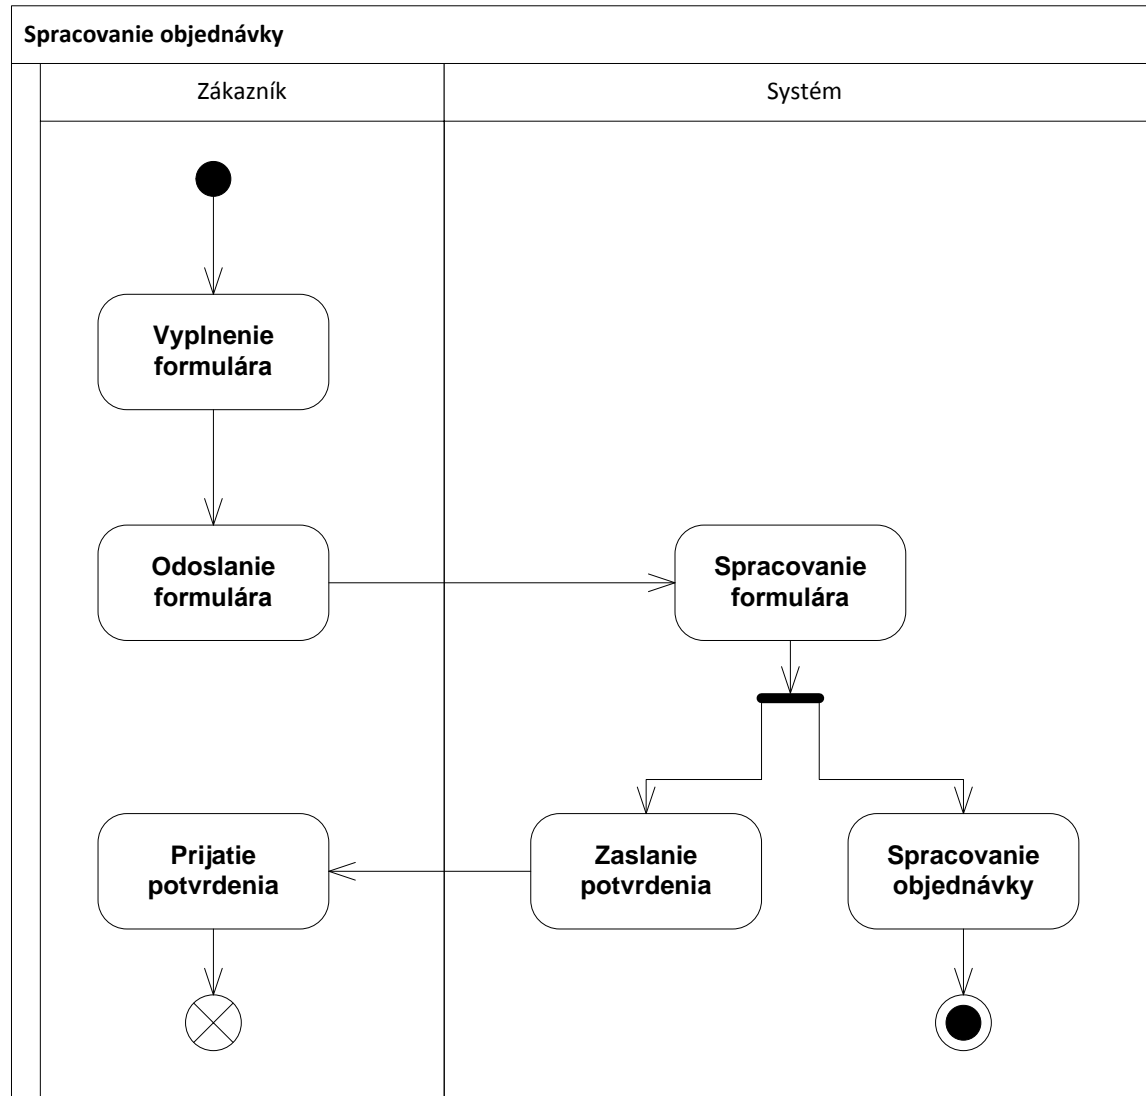 Spracovanie objednávky
Zákazník
Systém
Vyplnenie
formulára
Odoslanie
formulára
Spracovanie
formulára
Prijatie
potvrdenia
Zaslanie
potvrdenia
Spracovanie
objednávky